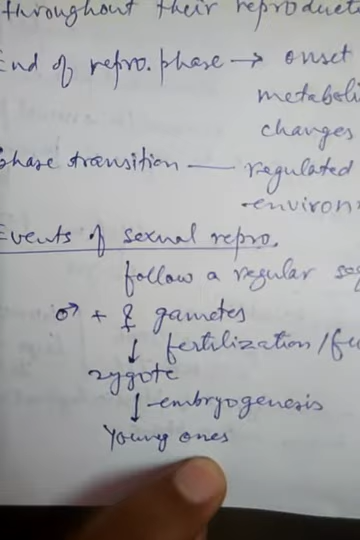 throughout their reproducti
End of repro. phase → onset
metaboli
changes
phase transition — regulated
environ
Events of sexual repro.
follow a regular seq
♂ + ♀ gametes
↓ fertilization/fu
zygote
↓ embryogenesis
Young ones